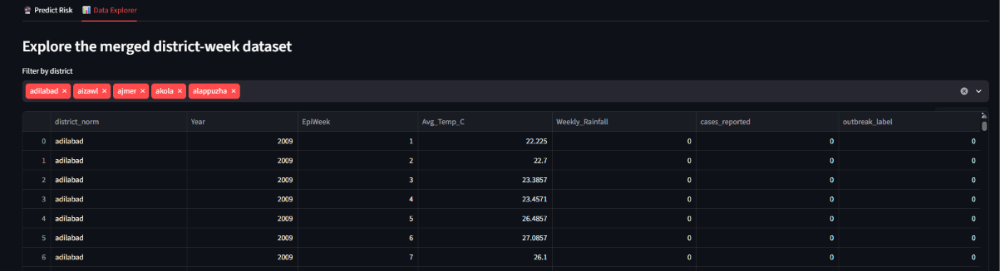 Predict Risk Data Explorer
Explore the merged district-week dataset
Filter by district
adilabad × aizawl × ajmer × akola × alappuzha ×
district_norm Year EpiWeek Avg_Temp_C Weekly_Rainfall cases_reported outbreak_label
0 adilabad 2009 1 22.225 0 0 0
1 adilabad 2009 2 22.7 0 0 0
2 adilabad 2009 3 23.3857 0 0 0
3 adilabad 2009 4 23.4571 0 0 0
4 adilabad 2009 5 26.4857 0 0 0
5 adilabad 2009 6 27.0857 0 0 0
6 adilabad 2009 7 26.1 0 0 0